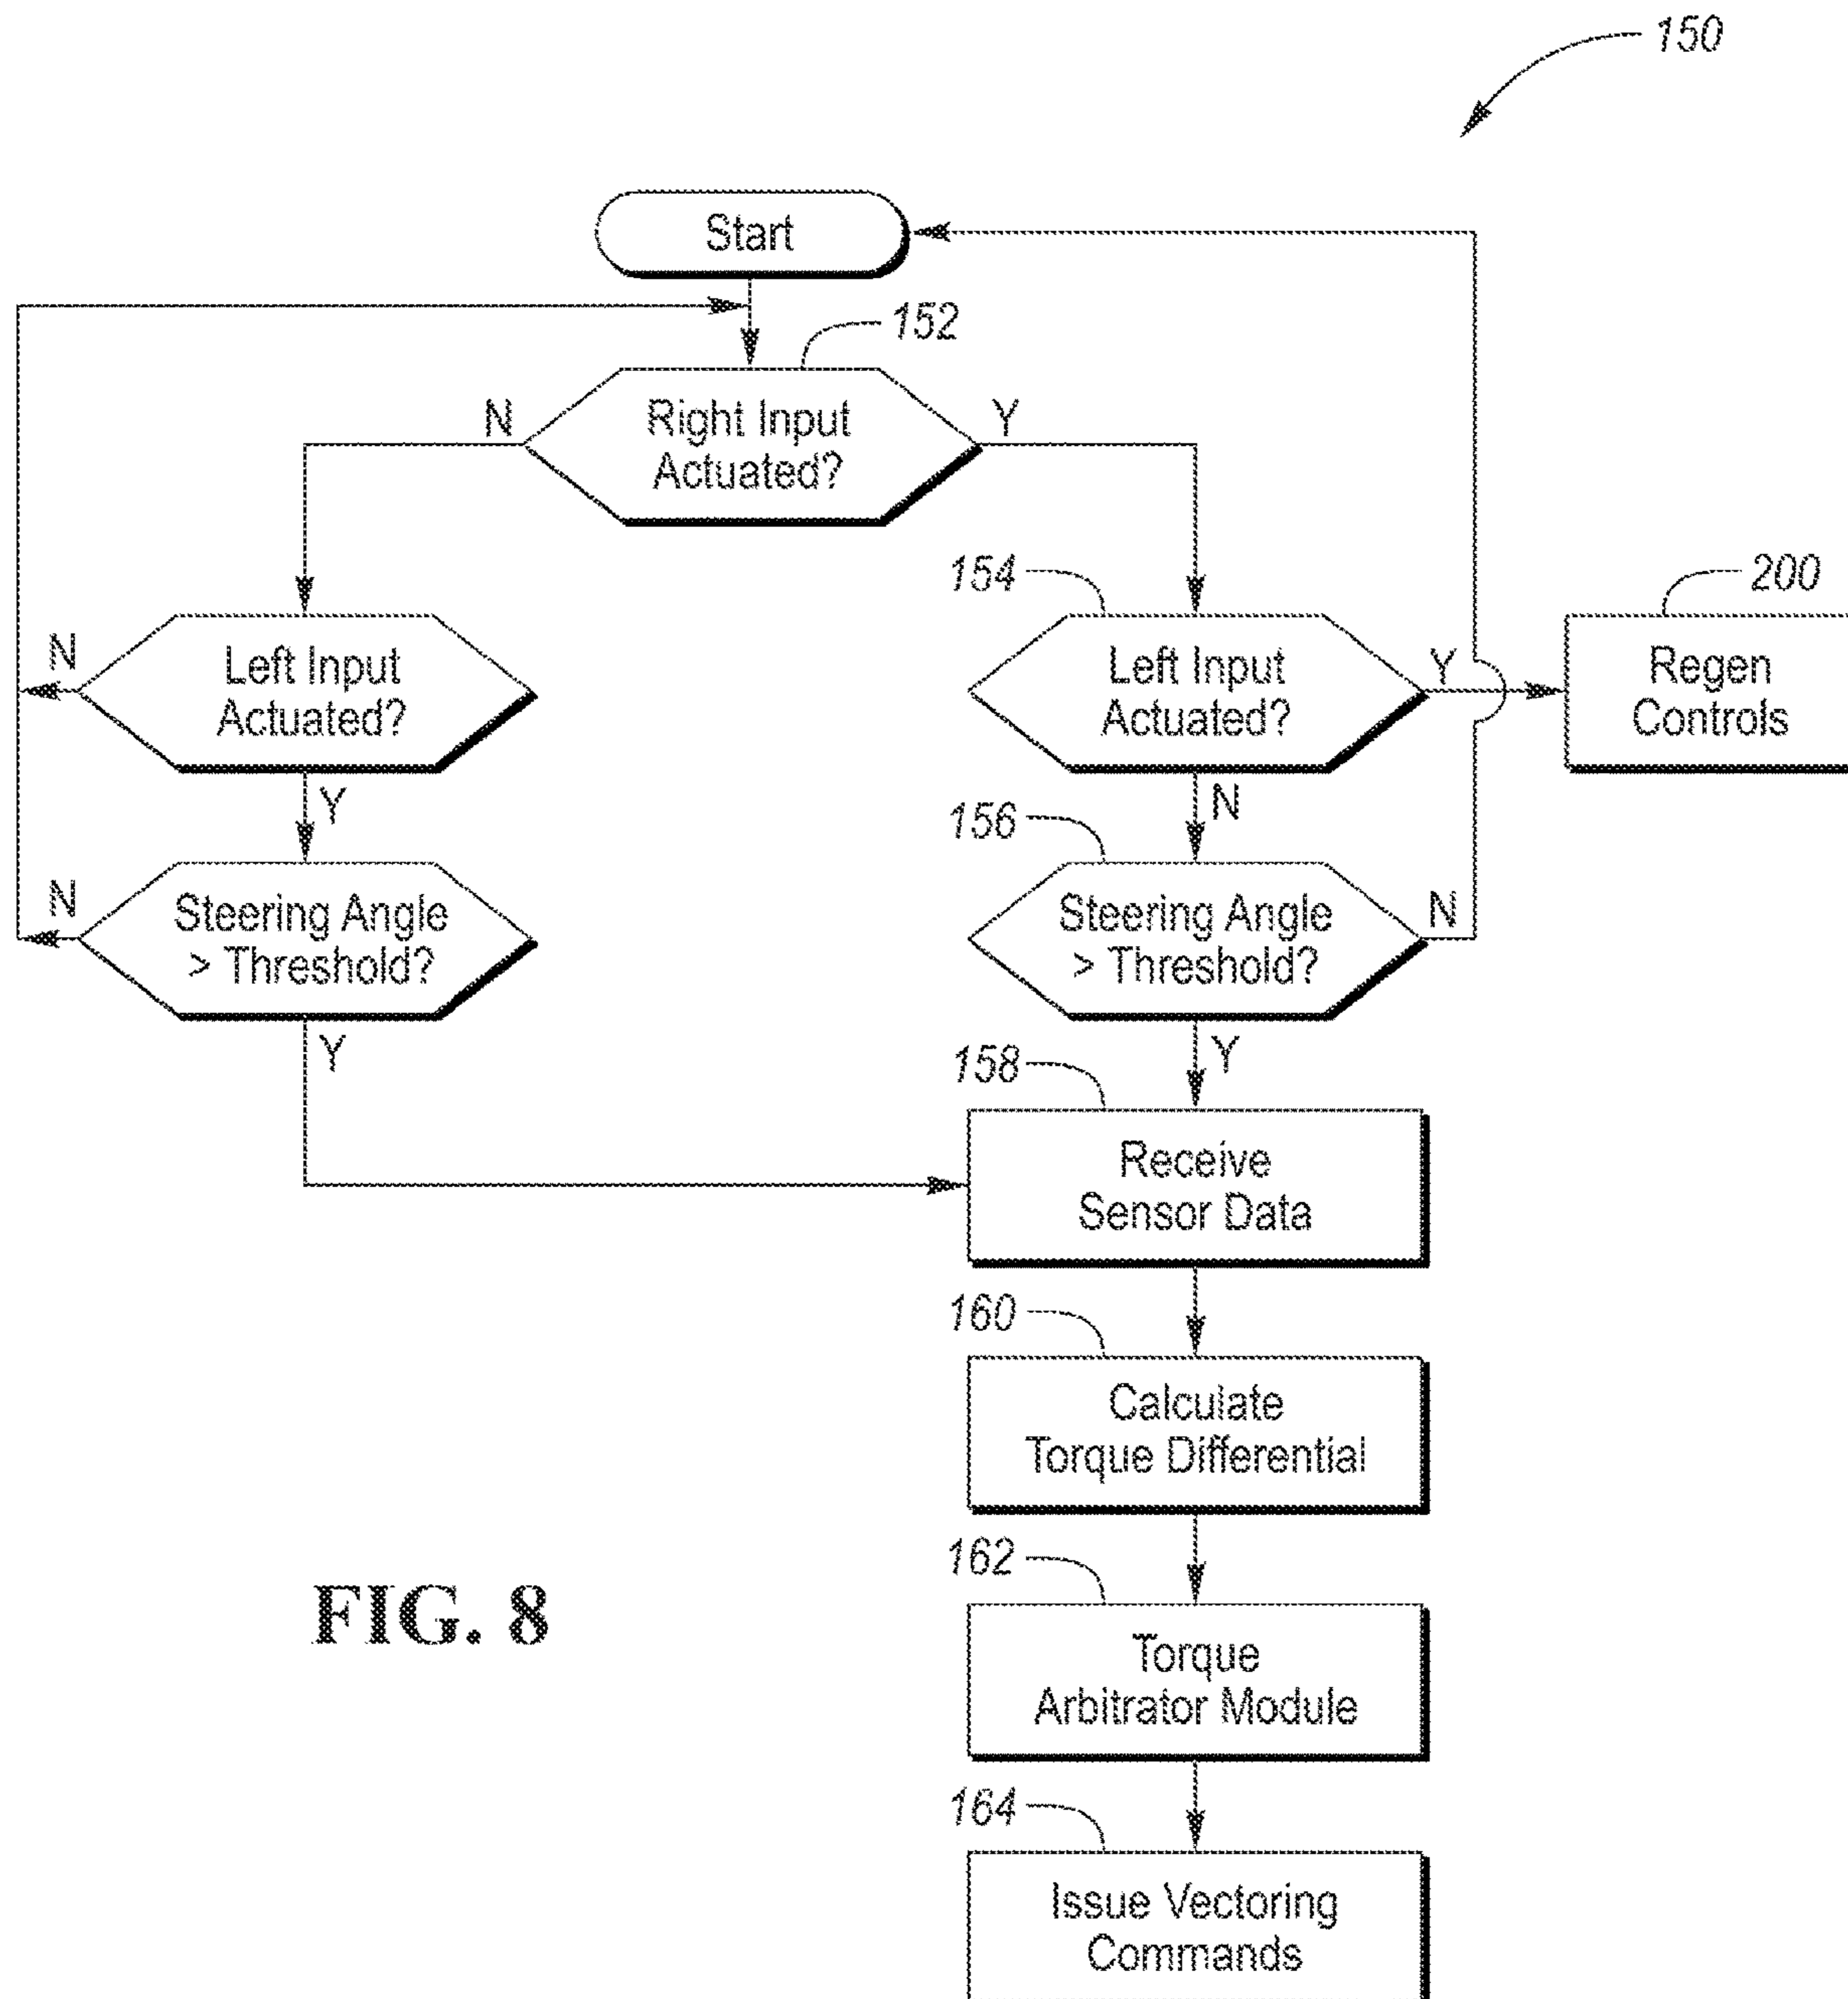 150
Start
152
N
Right Input
Actuated?
Y
154
200
N
Left Input
Actuated?
Left Input
Actuated?
Y
Regen
Controls
Y
N
156
N
Steering Angle
> Threshold?
Steering Angle
> Threshold?
N
Y
Y
158
Receive
Sensor Data
160
Calculate
Torque Differential
162
FIG. 8
Torque
Arbitrator Module
164
Issue Vectoring
Commands